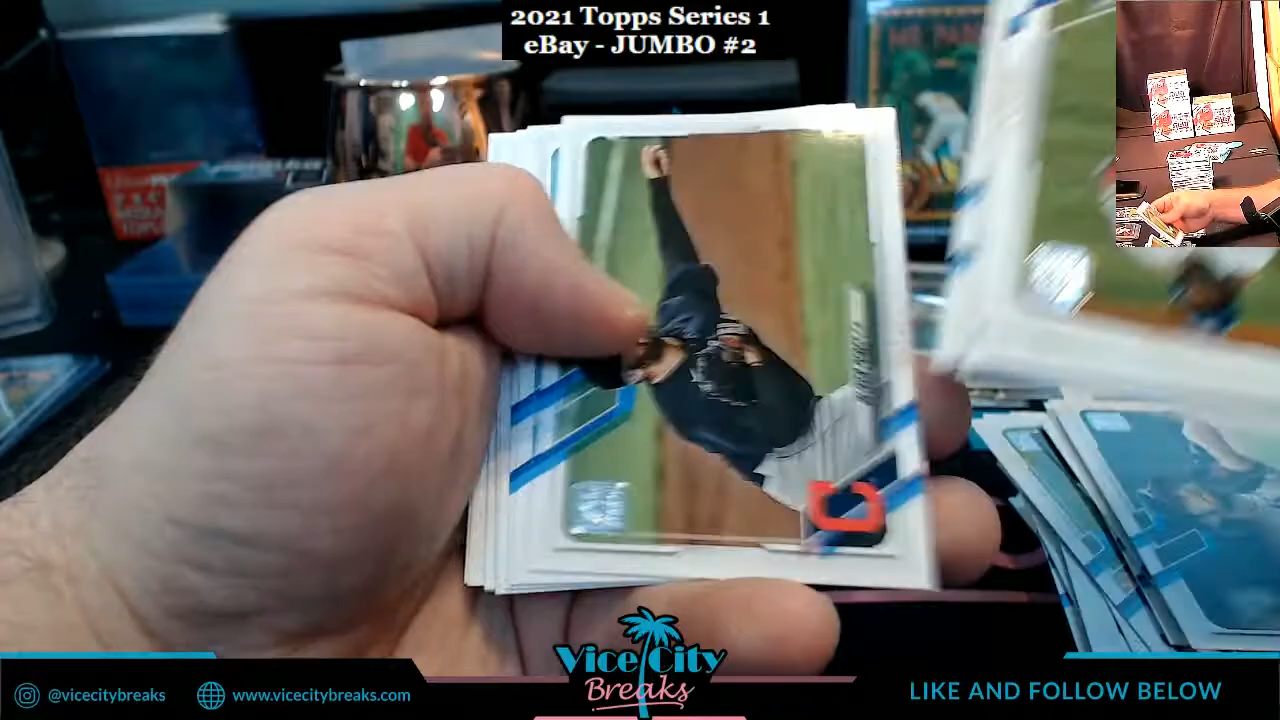 2021 Topps Series 1
eBay - JUMBO #2
Vice City
Breaks
@vicecitybreaks
www.vicecitybreaks.com
LIKE AND FOLLOW BELOW